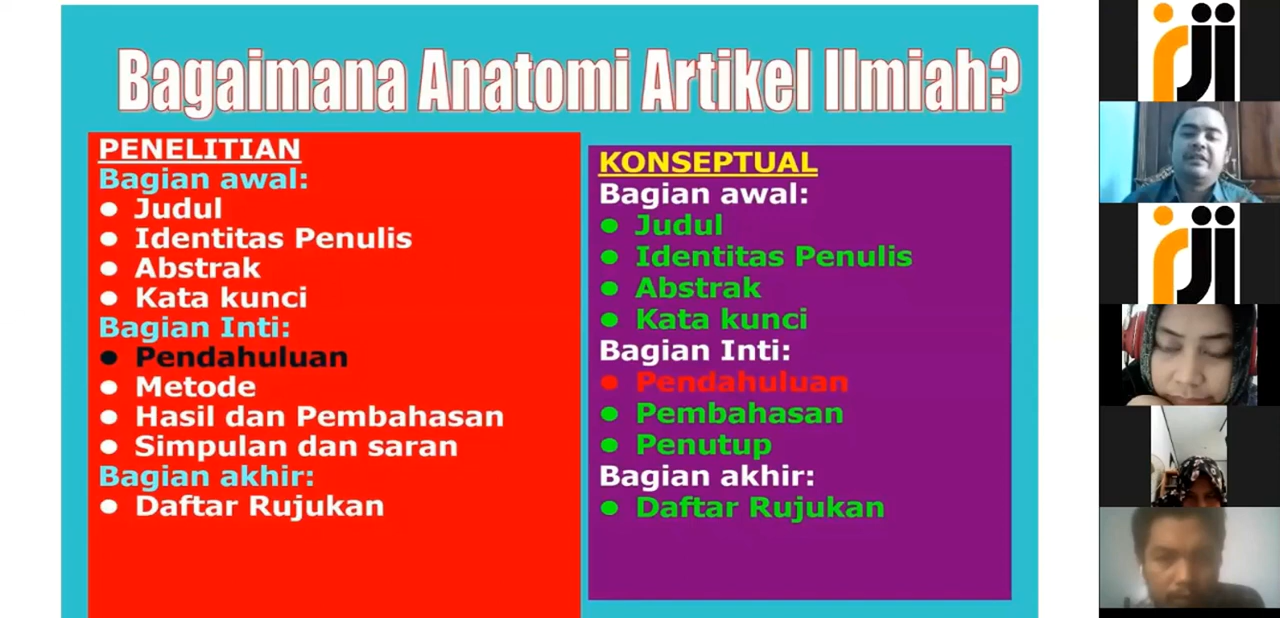 Bagaimana Anatomi Artikel Ilmiah?
PENELITIAN
Bagian awal:
● Judul
● Identitas Penulis
● Abstrak
● Kata kunci
Bagian Inti:
● Pendahuluan
● Metode
● Hasil dan Pembahasan
● Simpulan dan saran
Bagian akhir:
● Daftar Rujukan
KONSEPTUAL
Bagian awal:
● Judul
● Identitas Penulis
● Abstrak
● Kata kunci
Bagian Inti:
● Pendahuluan
● Pembahasan
● Penutup
Bagian akhir:
● Daftar Rujukan
rji
rji